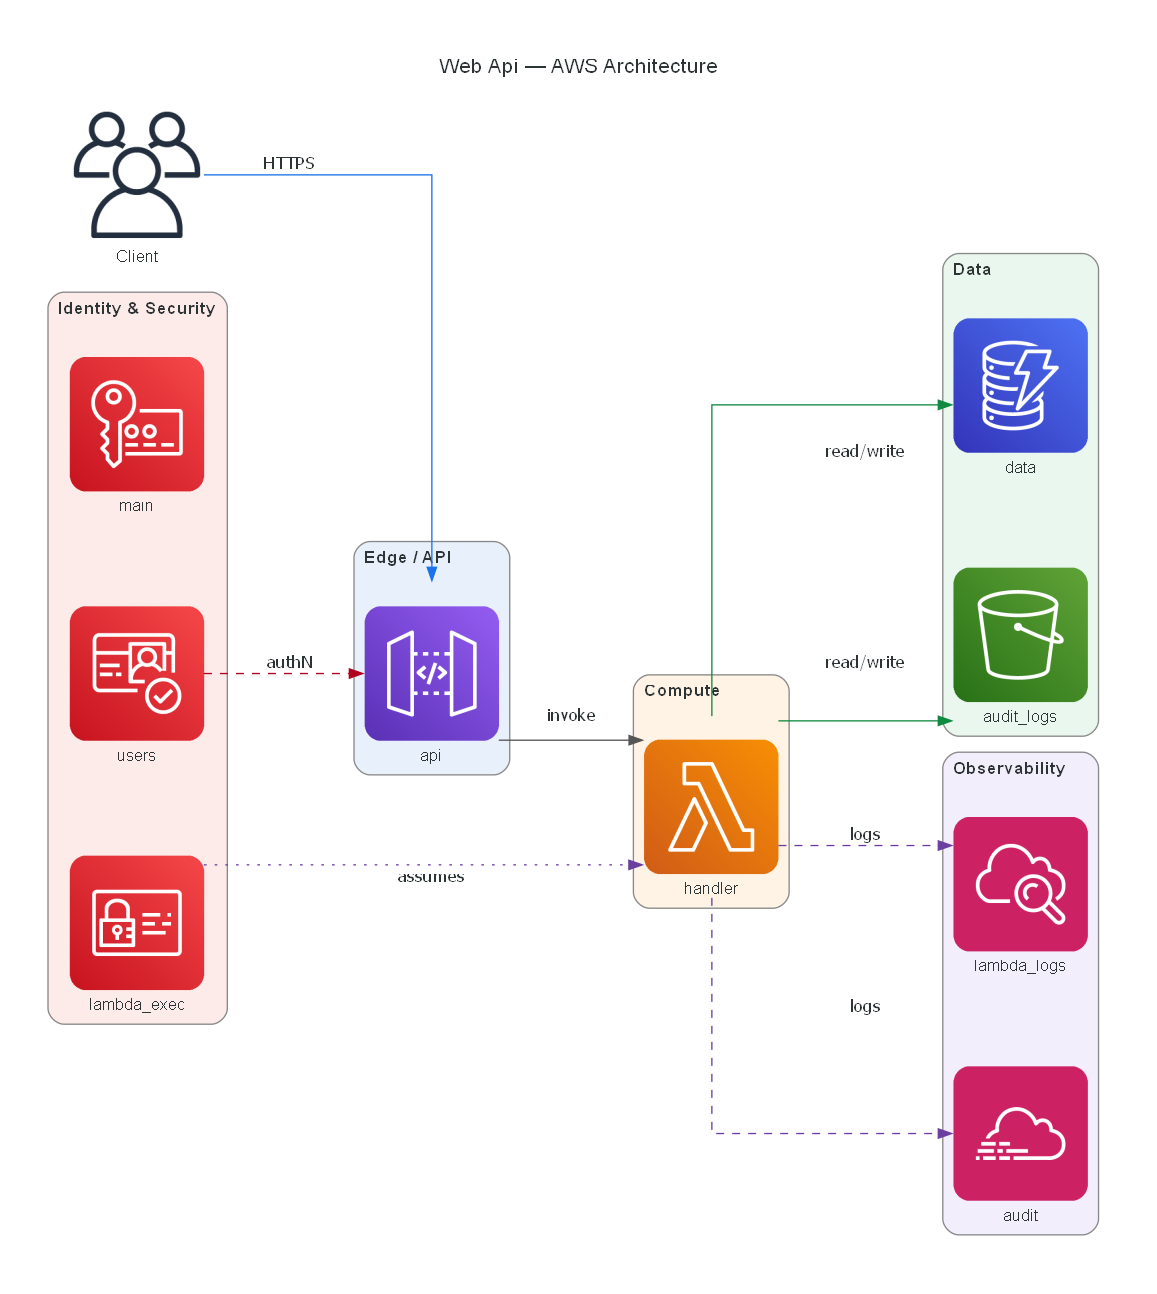 Web Api — AWS Architecture
HTTPS
Client
Identity & Security
main
users
lambda_exec
authN
Edge / API
api
invoke
assumes
Compute
handler
Data
read/write
data
read/write
audit_logs
Observability
logs
lambda_logs
logs
audit